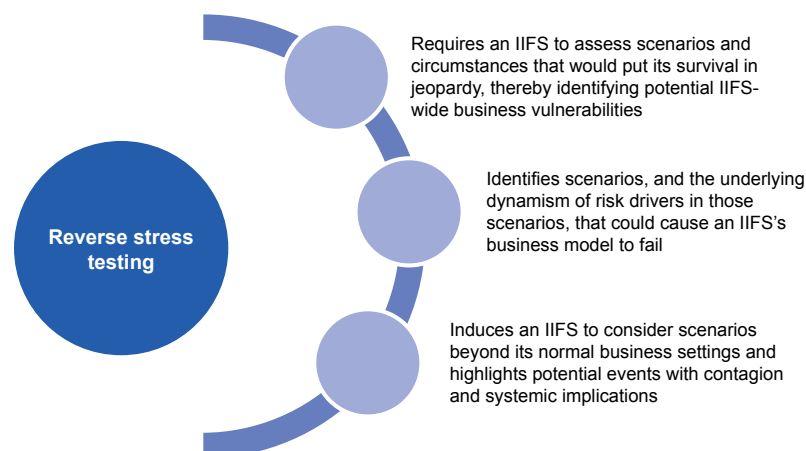 Requires an IIFS to assess scenarios and
circumstances that would put its survival in
jeopardy, thereby identifying potential IIFS-
wide business vulnerabilities
Reverse stress
testing
Identifies scenarios, and the underlying
dynamism of risk drivers in those
scenarios, that could cause an IIFS’s
business model to fail
Induces an IIFS to consider scenarios
beyond its normal business settings and
highlights potential events with contagion
and systemic implications